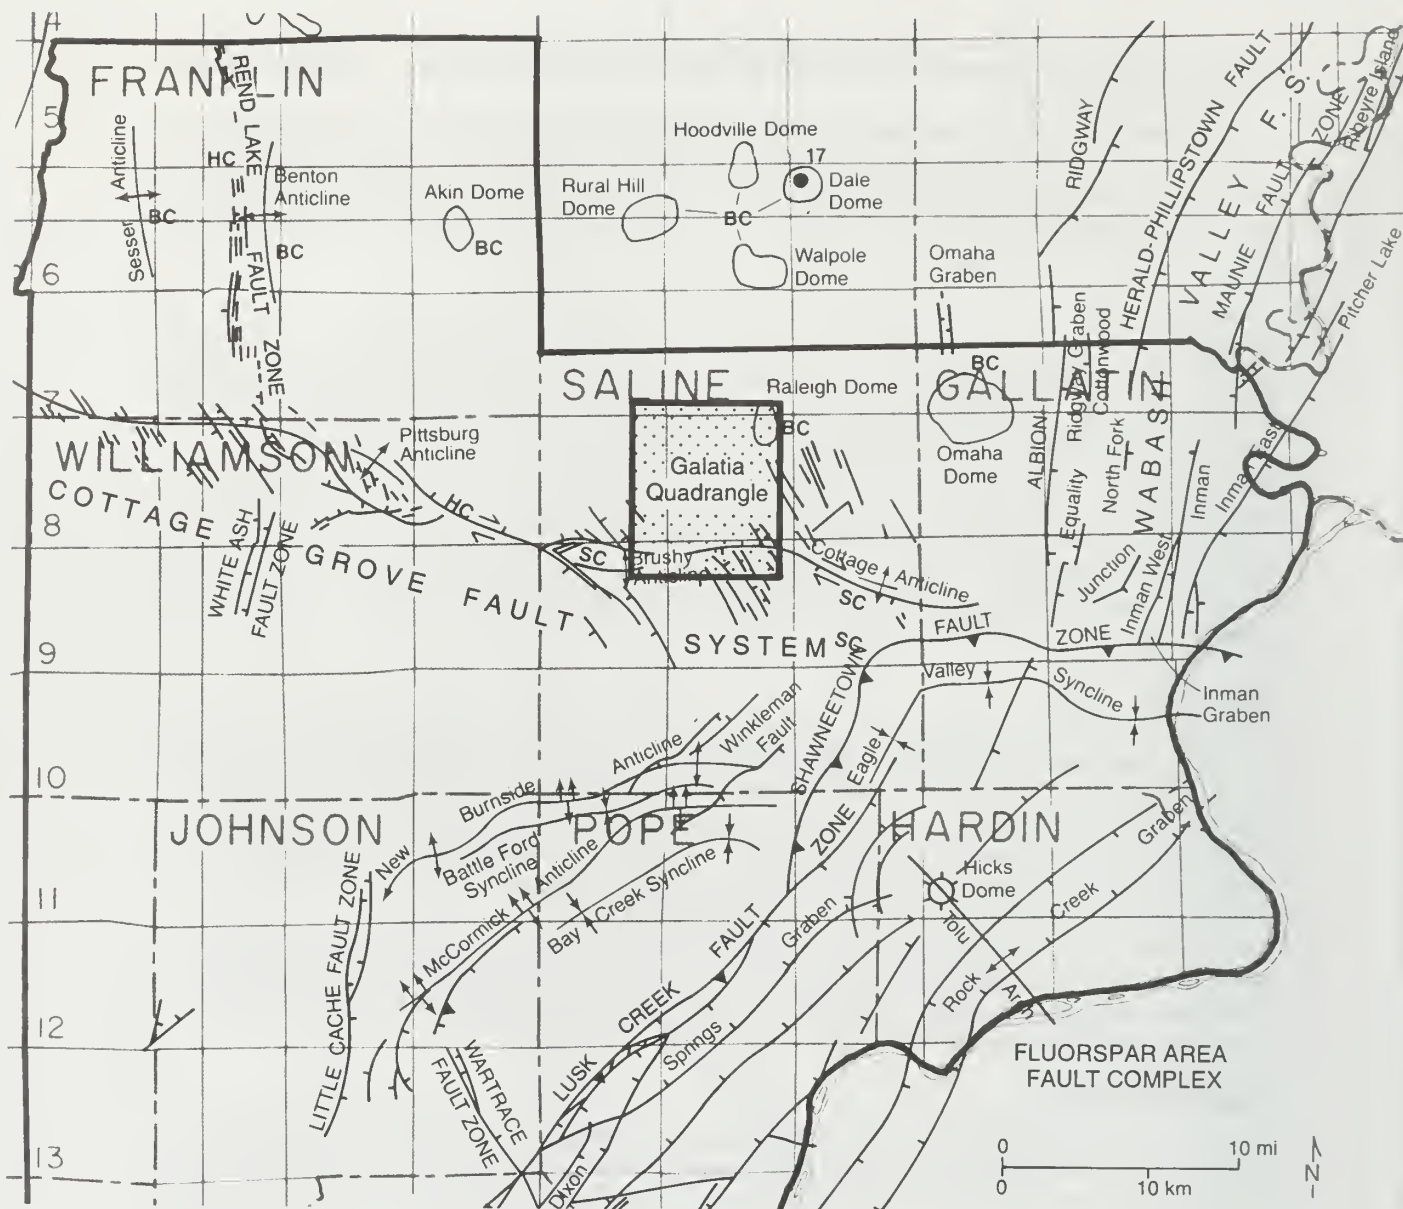 4
FRANKLIN
REND LAKE
FAULT
ZONE
5
HC
Sesser
Anticline
BC
Benton
Anticline
BC
Akin Dome
BC
Hoodville Dome
17
Rural Hill
Dome
Dale
Dome
BC
Walpole
Dome
Omaha
Graben
RIDGWAY
HERALD-PHILLIPSTOWN FAULT
VALLEY F. S.
MAUNIE FAULT ZONE
Ribeyre Island
Pitcher Lake
6
BC
Ridgway Graben
Cottonwood
SALINE
GALLATIN
Raleigh Dome
BC
7
Pittsburg
Anticline
WILLIAMSON
Galatia
Quadrangle
Omaha
Dome
ALBION
Equality
North Fork
WABASH
Inman
Inman East
HC
COTTAGE
GROVE
FAULT
SYSTEM
8
WHITE ASH
FAULT ZONE
SC
Brushy
Anticline
Cottage
Anticline
SC
Junction
Inman West
SC
FAULT
ZONE
9
SHAWNEETOWN
Valley
Syncline
Inman
Graben
Eagle
Winkleman
Fault
Anticline
10
Burnside
New
JOHNSON
POPE
HARDIN
ZONE
Graben
Battle Ford
Syncline
Anticline
McCormick
Bay Creek Syncline
Hicks
Dome
11
LITTLE CACHE FAULT ZONE
FAULT
Graben
Creek
Tolu
Arch
Rock
CREEK
12
Springs
LUSK
WARTRACE
FAULT ZONE
FLUORSPAR AREA
FAULT COMPLEX
13
Dixon
0 10 mi
0 10 km
N